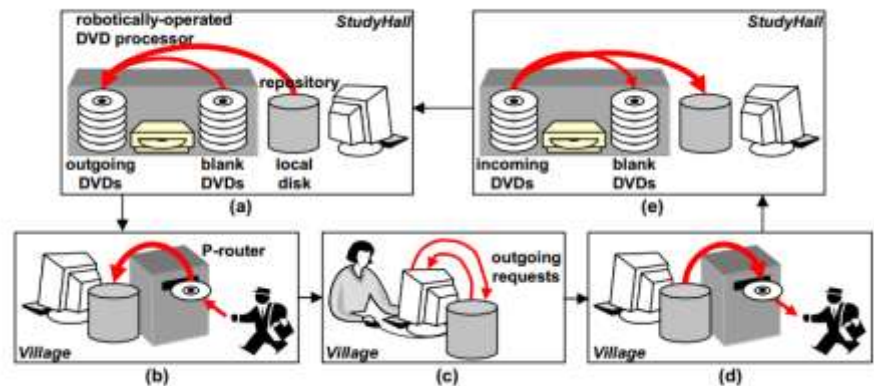 robotically-operated
DVD processor
StudyHall
repository
outgoing
DVDs
blank
DVDs
local
disk
(a)
StudyHall
incoming
DVDs
blank
DVDs
(e)
P-router
Village
(b)
outgoing
requests
Village
(c)
Village
(d)